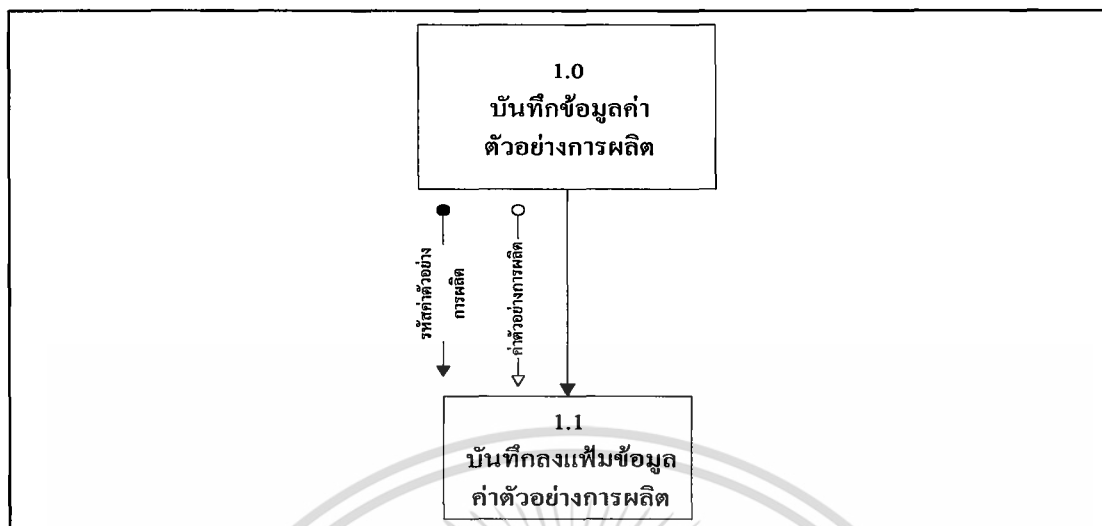 1.0
บันทึกข้อมูลค่า
ตัวอย่างการผลิต
รหัสค่าตัวอย่าง
การผลิต
ค่าตัวอย่างการผลิต
1.1
บันทึกลงแฟ้มข้อมูล
ค่าตัวอย่างการผลิต